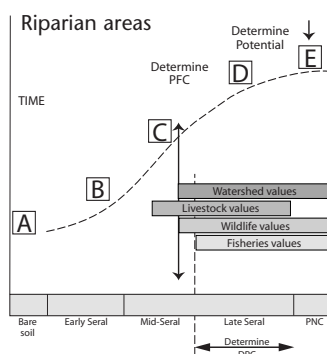 Riparian areas
Determine
Potential
E
Determine
PFC
D
TIME
C
B
A
Watershed values
Livestock values
Wildlife values
Fisheries values
Bare
soil
Early Seral
Mid-Seral
Late Seral
PNC
Determine